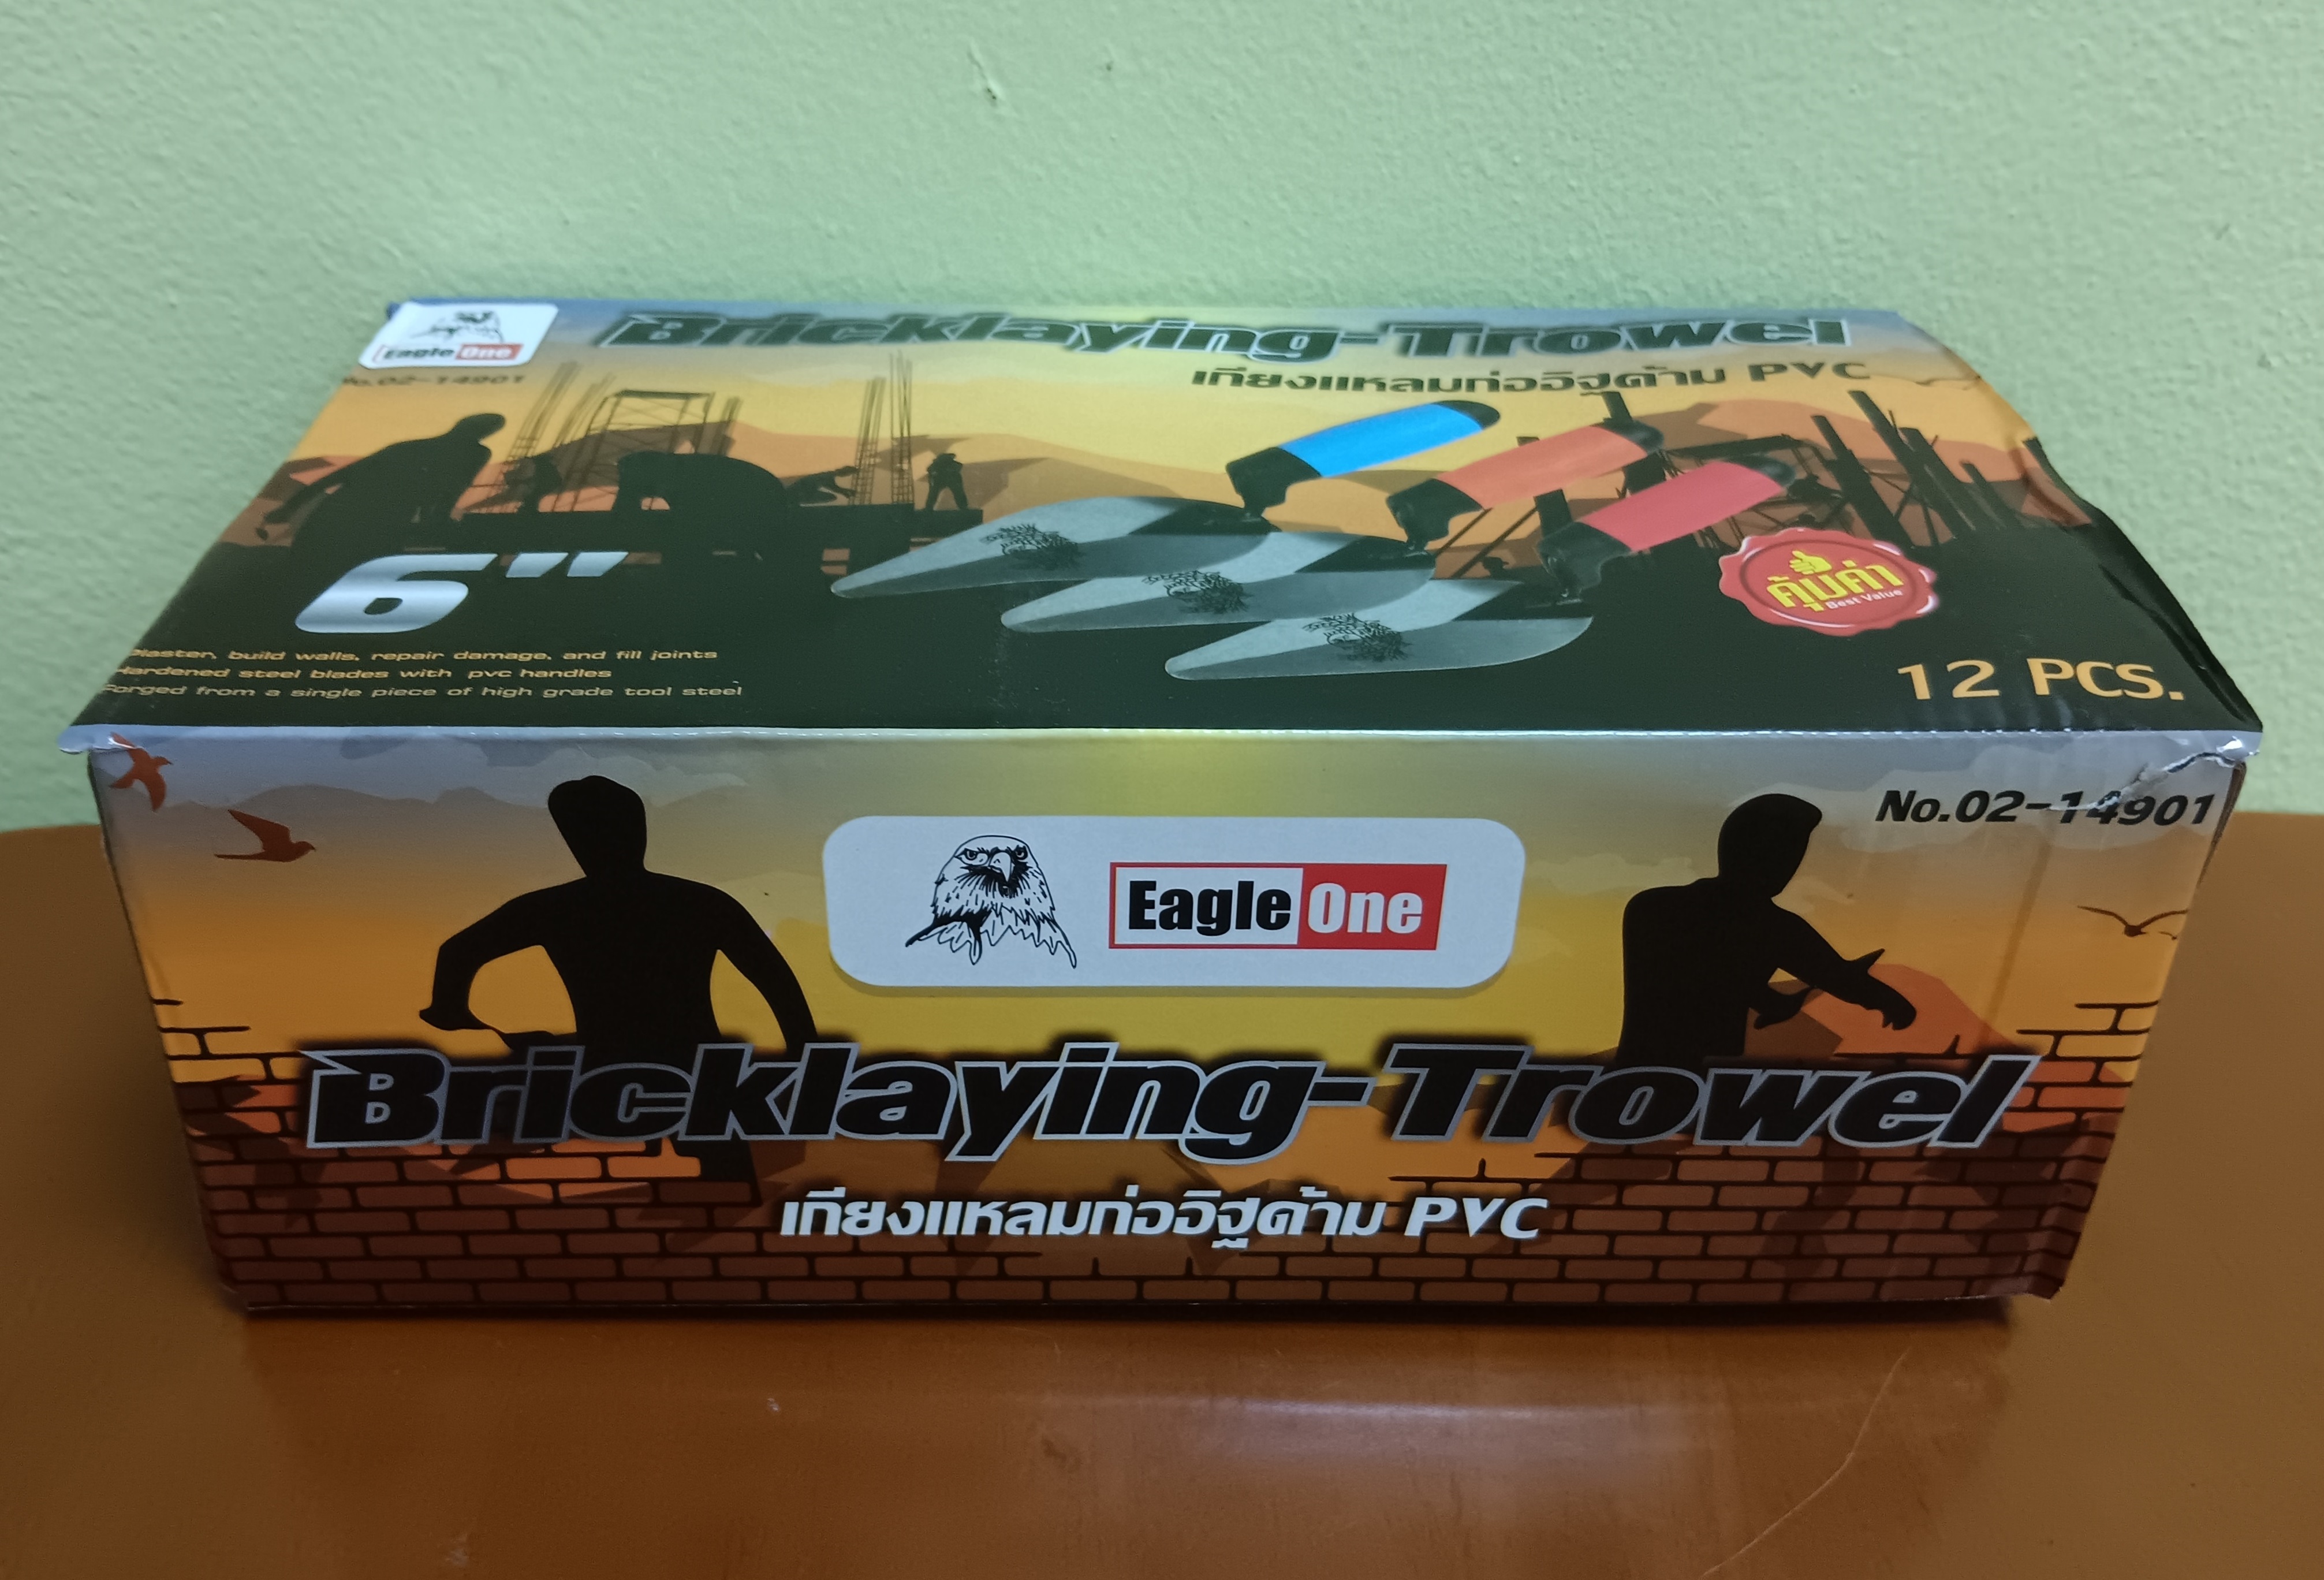 Eagle One
No.02-14901
Bricklaying-Trowel
เกียงแหลมก่ออิฐด้าม PVC
6"
Plaster, build walls, repair damage, and fill joints
Hardened steel blades with pvc handles
Forged from a single piece of high grade tool steel
คุ้มค่า
Best Value
12 PCS.
No.02-14901
Eagle One
Bricklaying-Trowel
เกียงแหลมก่ออิฐด้าม PVC